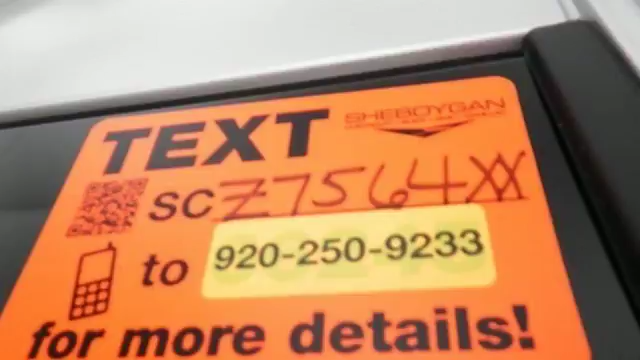 TEXT
SHEBOYGAN
SCZ7564XX
to 920-250-9233
for more details!